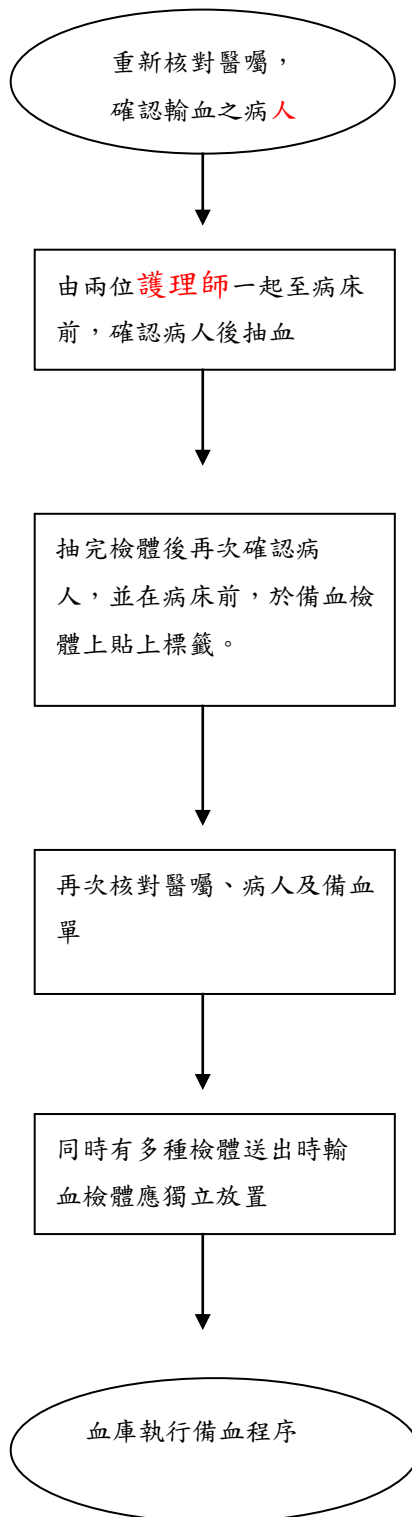 重新核對醫囑，
確認輸血之病人
由兩位護理師一起至病床
前，確認病人後抽血
抽完檢體後再次確認病
人，並在病床前，於備血檢
體上貼上標籤。
再次核對醫囑、病人及備血
單
同時有多種檢體送出時輸
血檢體應獨立放置
血庫執行備血程序